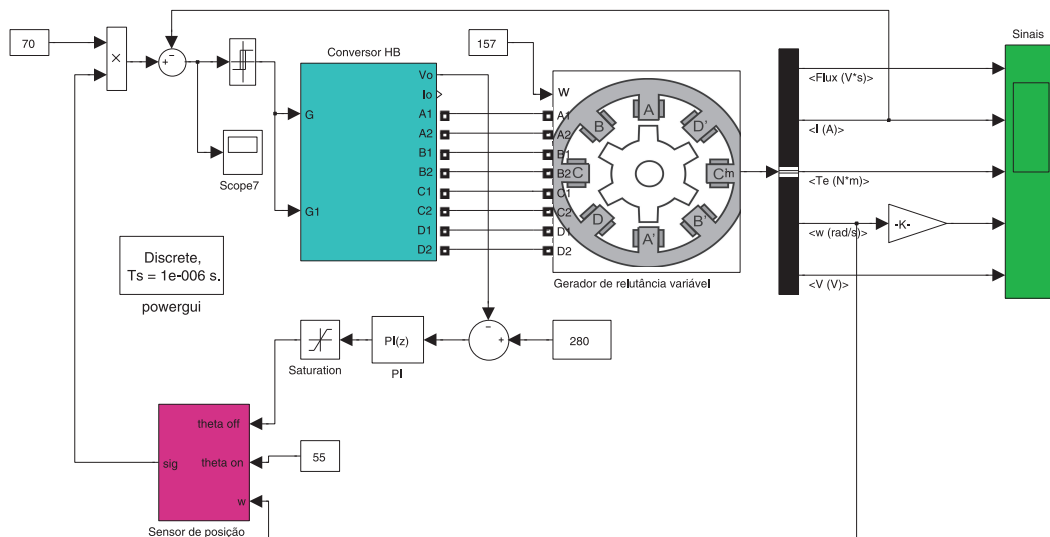 70
×
+
−
Scope7
Conversor HB
G
G1
Vo
Io
A1
A2
B1
B2
C1
C2
D1
D2
157
W
A1
A2
B1
B2
C1
C2
D1
D2
A
D'
Cm
B'
A'
D
C
B
Gerador de relutância variável
<Flux (V*s)>
<I (A)>
<Te (N*m)>
<w (rad/s)>
<V (V)>
-K-
Sinais
Discrete,
Ts = 1e-006 s.
powergui
Saturation
PI(z)
PI
−
+
280
theta off
theta on
w
sig
55
Sensor de posição